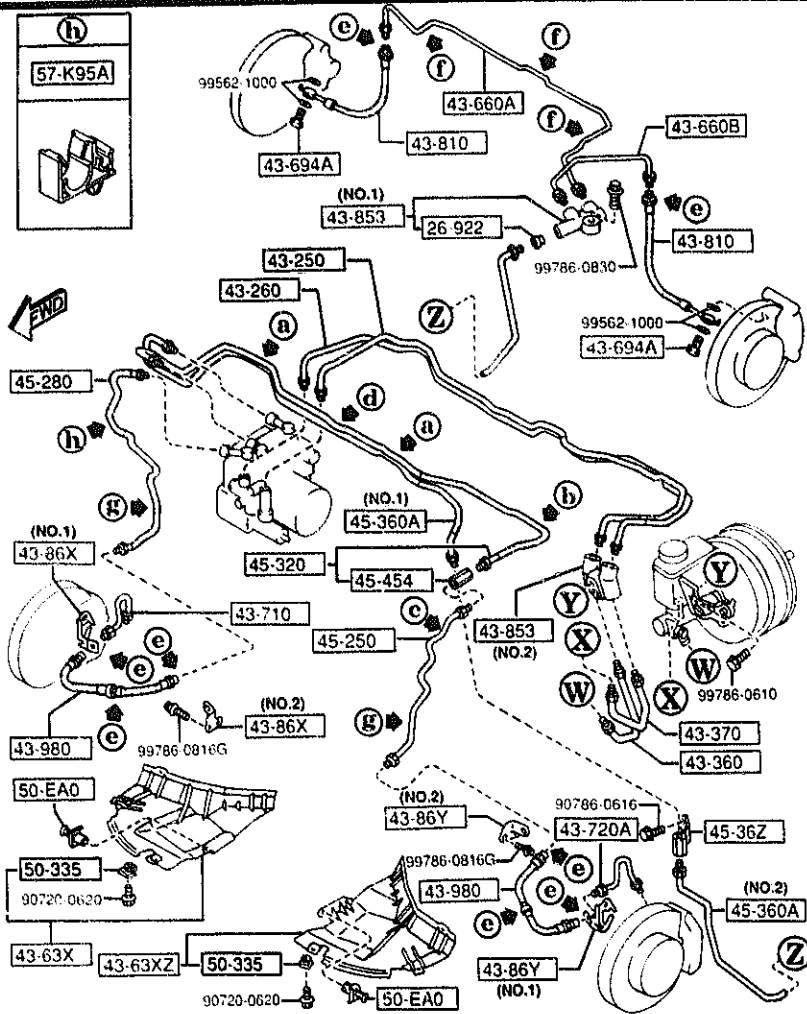 h
57-K95A
e
f
f
99562-1000
43-660A
f
43-810
43-660B
43-694A
(NO.1)
43-853
26-922
e
43-810
43-250
99786-0830
43-260
Z
FWD
a
99562-1000
43-694A
45-280
d
a
h
b
(NO.1)
45-360A
g
(NO.1)
43-86X
45-320
45-454
Y
Y
43-710
c
45-250
43-853
(NO.2)
X
e
e
W
W
X
99786-0610
(NO.2)
43-86X
g
43-370
e
43-980
99786-0816G
43-360
50-EA0
(NO.2)
43-86Y
90786-0616
43-720A
45-36Z
50-335
99786-0816G
e
90720-0620
43-980
e
(NO.2)
45-360A
e
43-63X
43-63XZ
50-335
43-86Y
(NO.1)
Z
90720-0620
50-EA0